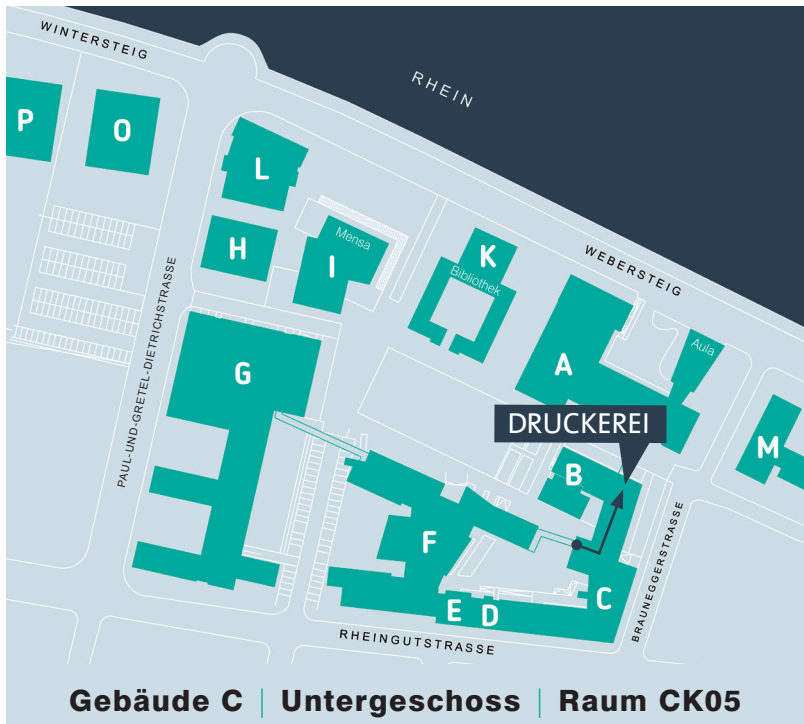 WINTERSTEIG
RHEIN
P
O
L
H
Mensa
I
K
Bibliothek
WEBERSTEIG
Aula
A
G
PAUL-UND-GRETEL-DIETRICHSTRASSE
DRUCKEREI
M
B
F
C
E
D
BRAUNEGGERSTRASSE
RHEINGUTSTRASSE
Gebäude C | Untergeschoss | Raum CK05